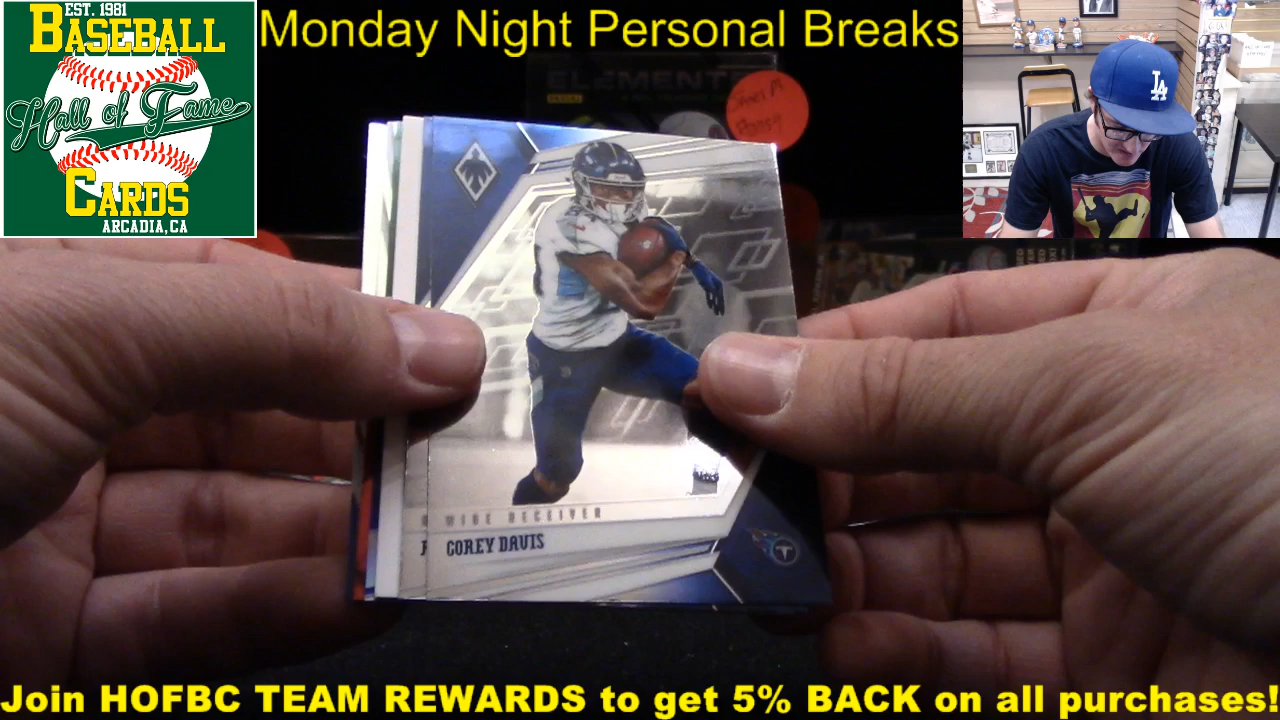 EST. 1981
BASEBALL
Hall of Fame
CARDS
ARCADIA, CA
Monday Night Personal Breaks
ELEMENTS
LA
WIDE RECEIVER
COREY DAVIS
T
Join HOFBC TEAM REWARDS to get 5% BACK on all purchases!